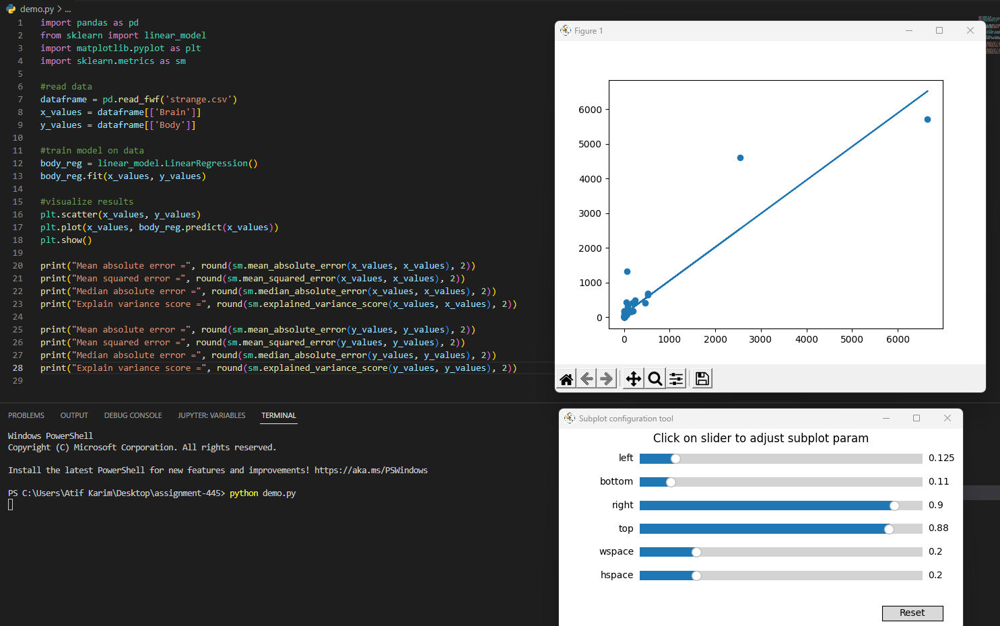 demo.py > ...
1 import pandas as pd
2 from sklearn import linear_model
3 import matplotlib.pyplot as plt
4 import sklearn.metrics as sm
5
6 #read data
7 dataframe = pd.read_fwf('strange.csv')
8 x_values = dataframe[['Brain']]
9 y_values = dataframe[['Body']]
10
11 #train model on data
12 body_reg = linear_model.LinearRegression()
13 body_reg.fit(x_values, y_values)
14
15 #visualize results
16 plt.scatter(x_values, y_values)
17 plt.plot(x_values, body_reg.predict(x_values))
18 plt.show()
19
20 print("Mean absolute error =", round(sm.mean_absolute_error(x_values, x_values), 2))
21 print("Mean squared error =", round(sm.mean_squared_error(x_values, x_values), 2))
22 print("Median absolute error =", round(sm.median_absolute_error(x_values, x_values), 2))
23 print("Explain variance score =", round(sm.explained_variance_score(x_values, x_values), 2))
24
25 print("Mean absolute error =", round(sm.mean_absolute_error(y_values, y_values), 2))
26 print("Mean squared error =", round(sm.mean_squared_error(y_values, y_values), 2))
27 print("Median absolute error =", round(sm.median_absolute_error(y_values, y_values), 2))
28 print("Explain variance score =", round(sm.explained_variance_score(y_values, y_values), 2))
29
Figure 1
6000
5000
4000
3000
2000
1000
0
0 1000 2000 3000 4000 5000 6000
PROBLEMS OUTPUT DEBUG CONSOLE JUPYTER: VARIABLES TERMINAL
Windows PowerShell
Copyright (C) Microsoft Corporation. All rights reserved.
Install the latest PowerShell for new features and improvements! https://aka.ms/PSWindows
PS C:\Users\Atif Karim\Desktop\assignment-445> python demo.py
Subplot configuration tool
Click on slider to adjust subplot param
left 0.125
bottom 0.11
right 0.9
top 0.88
wspace 0.2
hspace 0.2
Reset